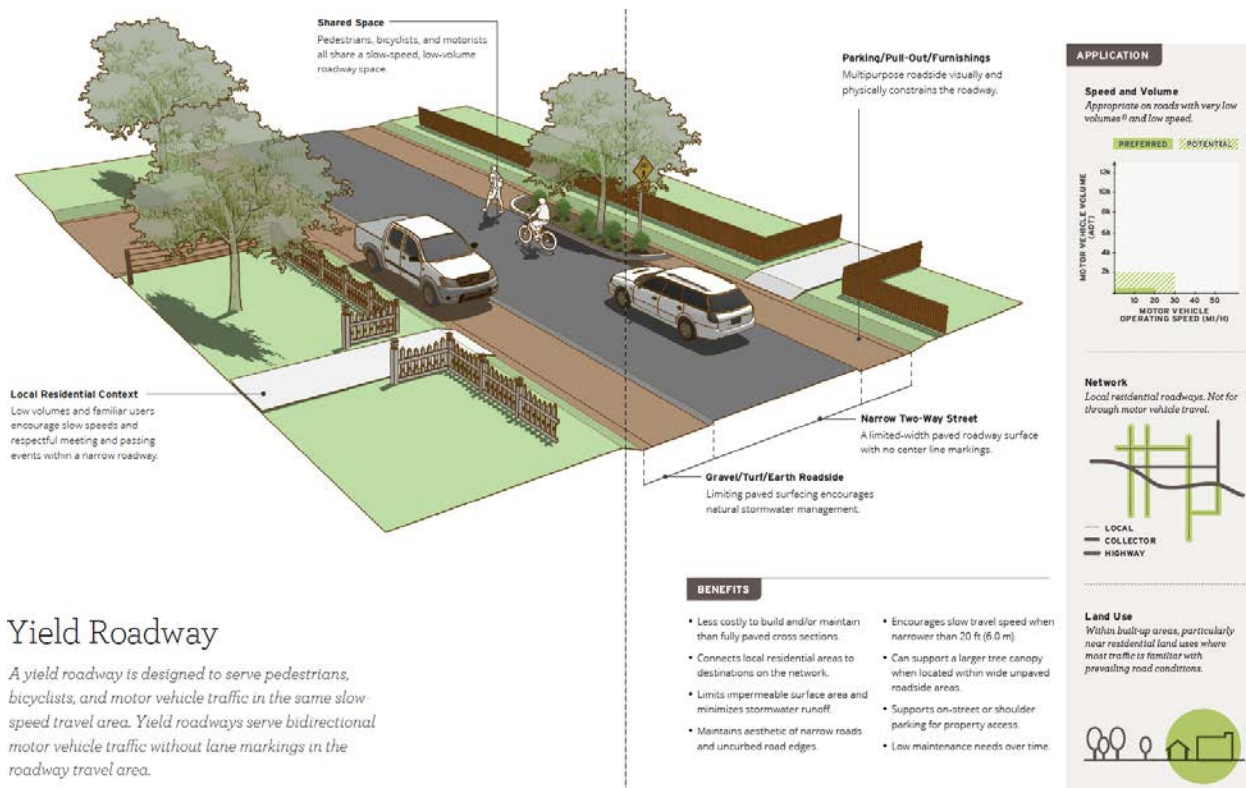 Shared Space
Pedestrians, bicyclists, and motorists
all share a slow-speed, low-volume
roadway space.
Parking/Pull-Out/Furnishings
Multipurpose roadside visually and
physically constrains the roadway.
Local Residential Context
Low volumes and familiar users
encourage slow speeds and
respectful meeting and passing
events within a narrow roadway.
Narrow Two-Way Street
A limited-width paved roadway surface
with no center line markings.
Gravel/Turf/Earth Roadside
Limiting paved surfacing encourages
natural stormwater management.
Yield Roadway
A yield roadway is designed to serve pedestrians,
bicyclists, and motor vehicle traffic in the same slow-
speed travel area. Yield roadways serve bidirectional
motor vehicle traffic without lane markings in the
roadway travel area.
BENEFITS
• Less costly to build and/or maintain
than fully paved cross sections.
• Connects local residential areas to
destinations on the network.
• Limits impermeable surface area and
minimizes stormwater runoff.
• Maintains aesthetic of narrow roads
and uncurbed road edges.
• Encourages slow travel speed when
narrower than 20 ft (6.0 m).
• Can support a larger tree canopy
when located within wide unpaved
roadside areas.
• Supports on-street or shoulder
parking for property access.
• Low maintenance needs over time.
APPLICATION
Speed and Volume
Appropriate on roads with very low
volumes and low speed.
PREFERRED POTENTIAL
MOTOR VEHICLE VOLUME
(ADT)
12k
10k
8k
6k
4k
2k
10 20 30 40 50
MOTOR VEHICLE
OPERATING SPEED (MI/H)
Network
Local residential roadways. Not for
through motor vehicle travel.
LOCAL
COLLECTOR
HIGHWAY
Land Use
Within built-up areas, particularly
near residential land uses where
most traffic is familiar with
prevailing road conditions.